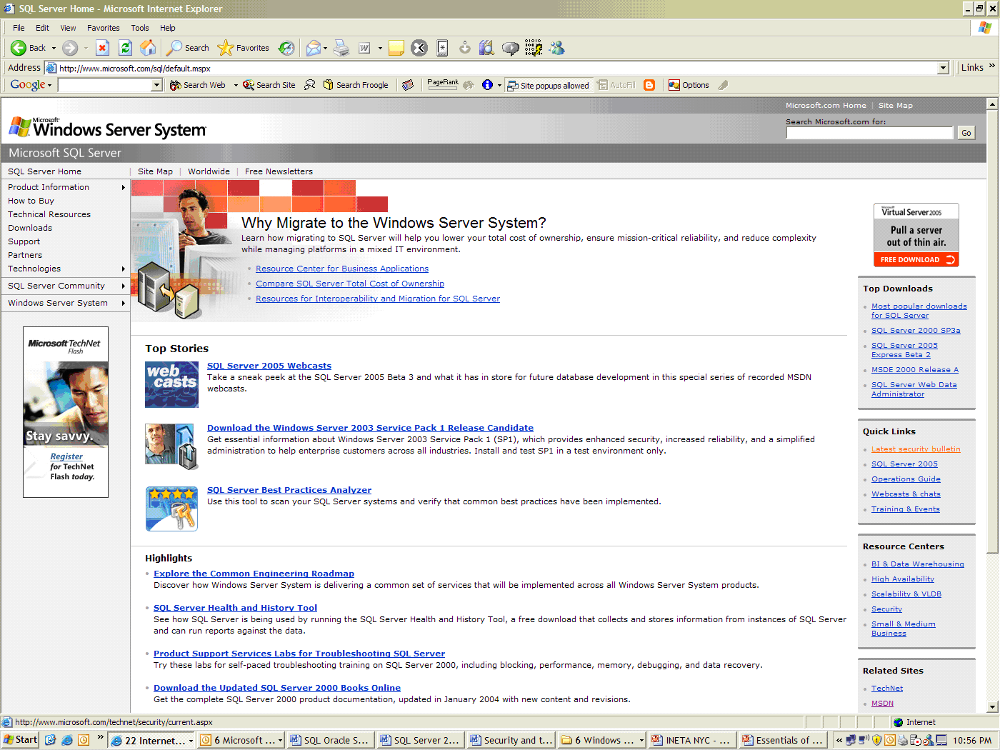 SQL Server Home - Microsoft Internet Explorer
File Edit View Favorites Tools Help
Back Search Favorites
Address http://www.microsoft.com/sql/default.mspx Links »
Google Search Web Search Site Search Froogle PageRank Site popups allowed AutoFill Options
Microsoft.com Home | Site Map
Microsoft
Windows Server System
Search Microsoft.com for:
Go
Microsoft SQL Server
SQL Server Home | Site Map | Worldwide | Free Newsletters
Product Information
How to Buy
Technical Resources
Downloads
Support
Partners
Technologies
SQL Server Community
Windows Server System
Microsoft TechNet
Flash
Stay savvy.
Register
for TechNet
Flash today.
Why Migrate to the Windows Server System?
Learn how migrating to SQL Server will help you lower your total cost of ownership, ensure mission-critical reliability, and reduce complexity
while managing platforms in a mixed IT environment.
Resource Center for Business Applications
Compare SQL Server Total Cost of Ownership
Resources for Interoperability and Migration for SQL Server
Top Stories
web
casts
SQL Server 2005 Webcasts
Take a sneak peek at the SQL Server 2005 Beta 3 and what it has in store for future database development in this special series of recorded MSDN
webcasts.
Download the Windows Server 2003 Service Pack 1 Release Candidate
Get essential information about Windows Server 2003 Service Pack 1 (SP1), which provides enhanced security, increased reliability, and a simplified
administration to help enterprise customers across all industries. Install and test SP1 in a test environment only.
SQL Server Best Practices Analyzer
Use this tool to scan your SQL Server systems and verify that common best practices have been implemented.
Highlights
Explore the Common Engineering Roadmap
Discover how Windows Server System is delivering a common set of services that will be implemented across all Windows Server System products.
SQL Server Health and History Tool
See how SQL Server is being used by running the SQL Server Health and History Tool, a free download that collects and stores information from instances of SQL Server
and can run reports against the data.
Product Support Services Labs for Troubleshooting SQL Server
Try these labs for self-paced troubleshooting training on SQL Server 2000, including blocking, performance, memory, debugging, and data recovery.
Download the Updated SQL Server 2000 Books Online
Get the complete SQL Server 2000 product documentation, updated in January 2004 with new content and revisions.
Microsoft
Virtual Server 2005
Pull a server
out of thin air.
FREE DOWNLOAD
Top Downloads
Most popular downloads
for SQL Server
SQL Server 2000 SP3a
SQL Server 2005
Express Beta 2
MSDE 2000 Release A
SQL Server Web Data
Administrator
Quick Links
Latest security bulletin
SQL Server 2005
Operations Guide
Webcasts & chats
Training & Events
Resource Centers
BI & Data Warehousing
High Availability
Scalability & VLDB
Security
Small & Medium
Business
Related Sites
TechNet
MSDN
http://www.microsoft.com/technet/security/current.aspx Internet
Start » 22 Internet... 6 Microsoft ... SQL Oracle S... SQL Server 2... Security and t... 6 Windows ... INETA NYC - ... Essentials of ... « 10:56 PM